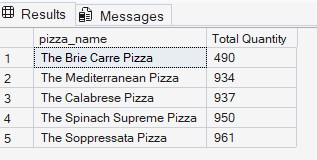 Results Messages
pizza_name Total Quantity
1 The Brie Carre Pizza 490
2 The Mediterranean Pizza 934
3 The Calabrese Pizza 937
4 The Spinach Supreme Pizza 950
5 The Soppressata Pizza 961